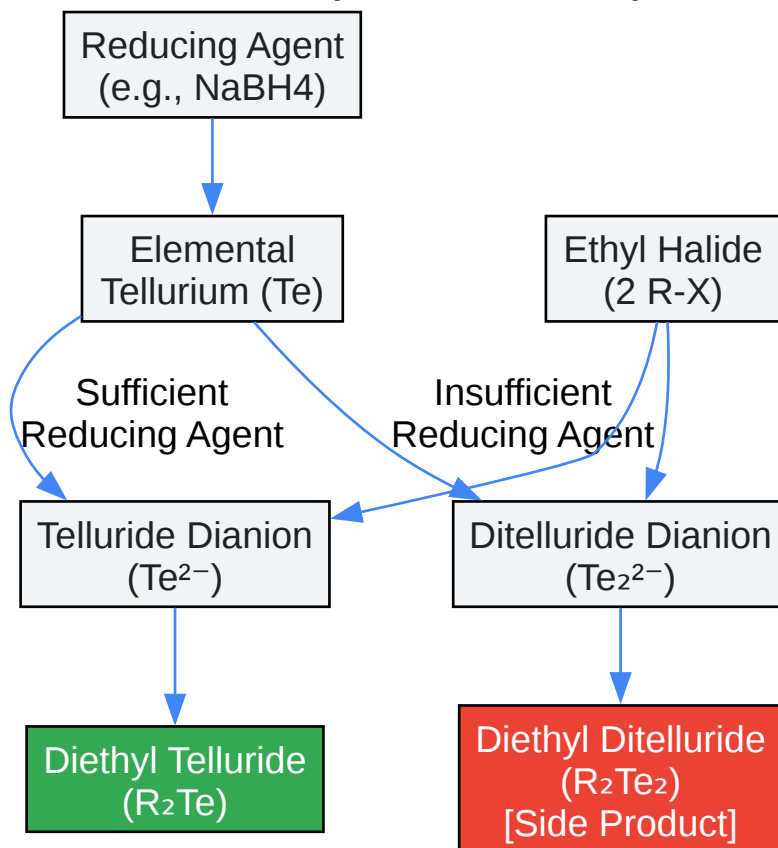 Reducing Agent
(e.g., NaBH4)
Elemental
Tellurium (Te)
Ethyl Halide
(2 R-X)
Sufficient
Reducing Agent
Insufficient
Reducing Agent
Telluride Dianion
(Te²⁻)
Ditelluride Dianion
(Te₂²⁻)
Diethyl Telluride
(R₂Te)
Diethyl Ditelluride
(R₂Te₂)
[Side Product]